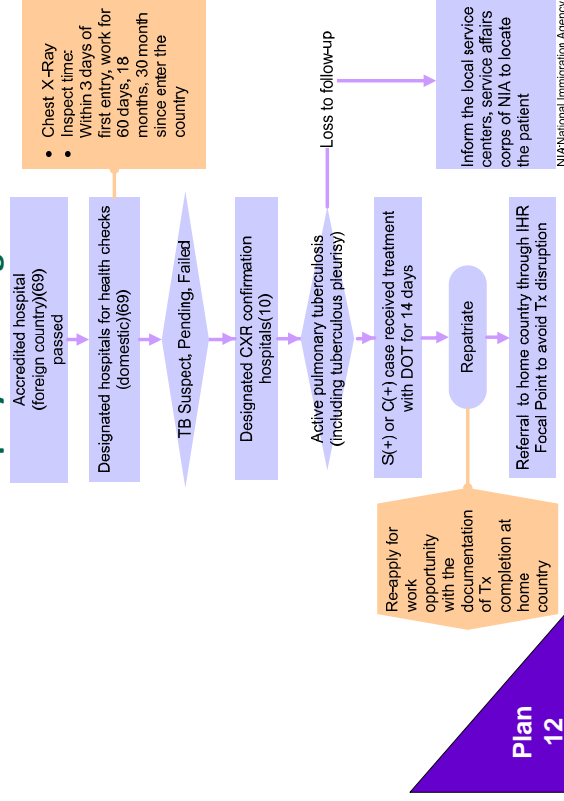 Accredited hospital
(foreign country)(69)
passed
• Chest X-Ray
• Inspect time:
Within 3 days of
first entry, work for
60 days, 18
months, 30 month
since enter the
country
Designated hospitals for health checks
(domestic)(69)
TB Suspect, Pending, Failed
Designated CXR confirmation
hospitals(10)
Active pulmonary tuberculosis
(including tuberculous pleurisy)
Loss to follow-up
Inform the local service
centers, service affairs
corps of NIA to locate
the patient
S(+) or C(+) case received treatment
with DOT for 14 days
Repatriate
Re-apply for
work
opportunity
with the
documentation
of Tx
completion at
home
country
Referral to home country through IHR
Focal Point to avoid Tx disruption
NIA:National Immigration Agency
Plan
12